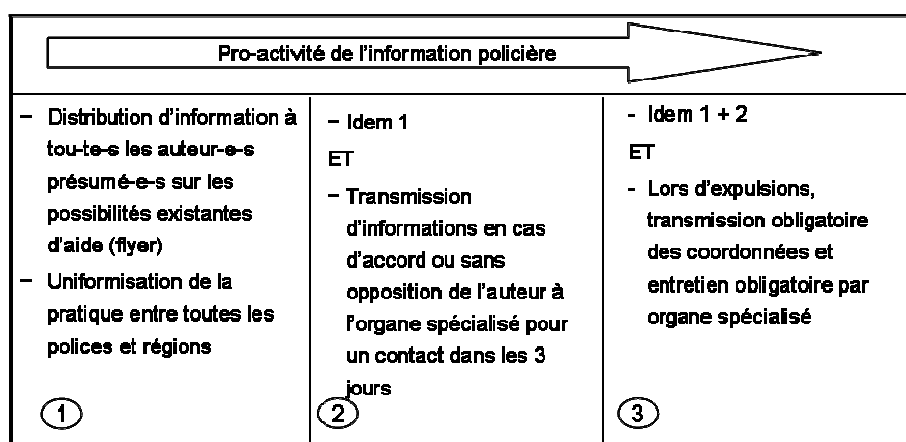 Pro-activité de l'information policière
– Distribution d'information à
tou-te-s les auteur-e-s
présumé-e-s sur les
possibilités existantes
d'aide (flyer)
– Uniformisation de la
pratique entre toutes les
polices et régions
1
– Idem 1
ET
– Transmission
d'informations en cas
d'accord ou sans
opposition de l'auteur à
l'organe spécialisé pour
un contact dans les 3
jours
2
- Idem 1 + 2
ET
- Lors d'expulsions,
transmission obligatoire
des coordonnées et
entretien obligatoire par
organe spécialisé
3